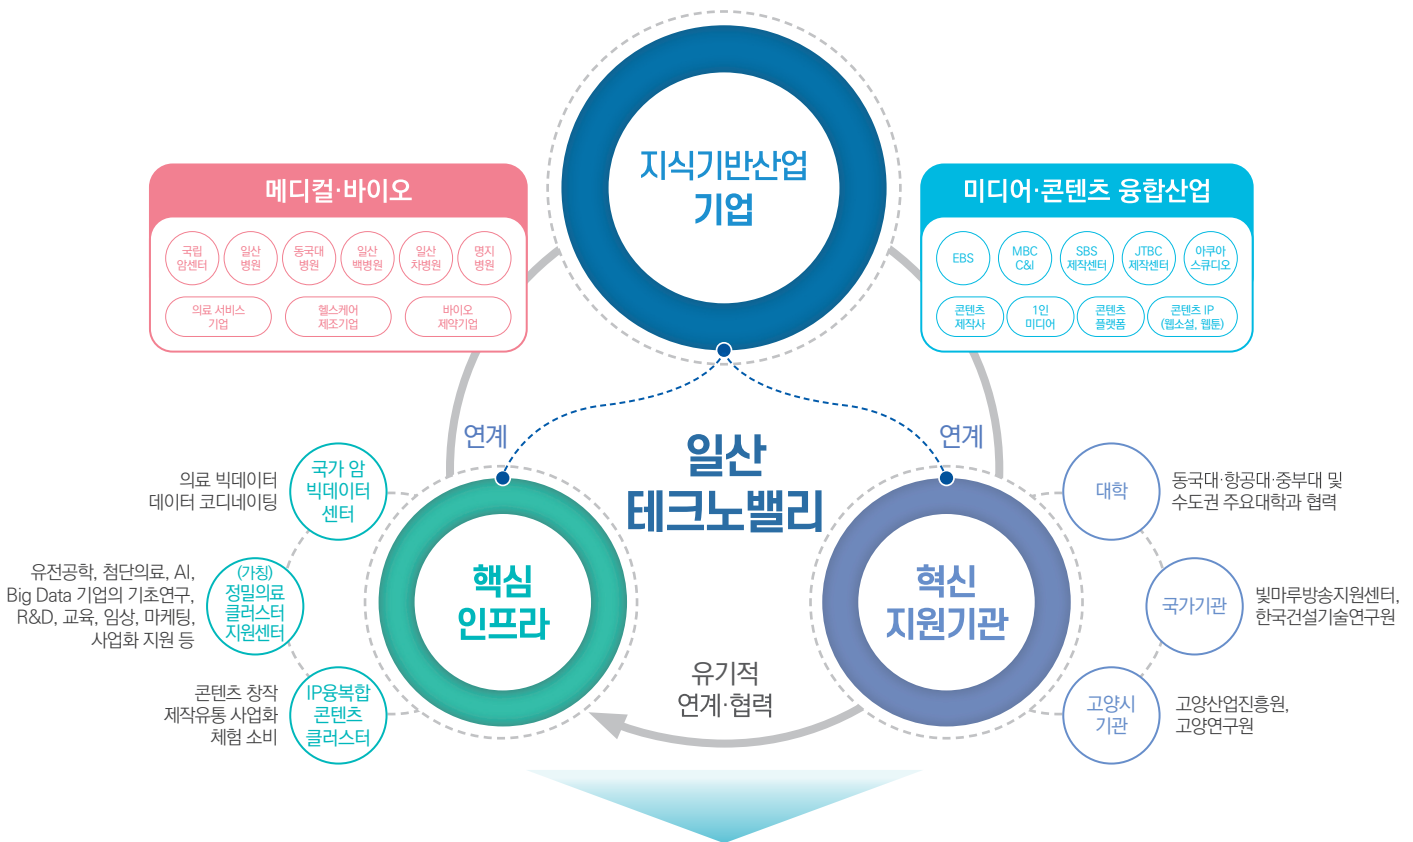 지식기반산업
기업
메디컬·바이오
국립
암센터
일산
병원
동국대
병원
일산
백병원
일산
차병원
명지
병원
의료 서비스
기업
헬스케어
제조기업
바이오
제약기업
미디어·콘텐츠 융합산업
EBS
MBC
C&I
SBS
제작센터
JTBC
제작센터
아쿠아
스큐디오
콘텐츠
제작사
1인
미디어
콘텐츠
플랫폼
콘텐츠 IP
(웹소설, 웹툰)
연계
연계
일산
테크노밸리
핵심
인프라
국가 암
빅데이터
센터
의료 빅데이터
데이터 코디네이팅
(가칭)
정밀의료
클러스터
지원센터
유전공학, 첨단의료, AI,
Big Data 기업의 기초연구,
R&D, 교육, 임상, 마케팅,
사업화 지원 등
IP융복합
콘텐츠
클러스터
콘텐츠 창작
제작유통 사업화
체험 소비
혁신
지원기관
대학
동국대·항공대·중부대 및
수도권 주요대학과 협력
국가기관
빛마루방송지원센터,
한국건설기술연구원
고양시
기관
고양산업진흥원,
고양연구원
유기적
연계·협력